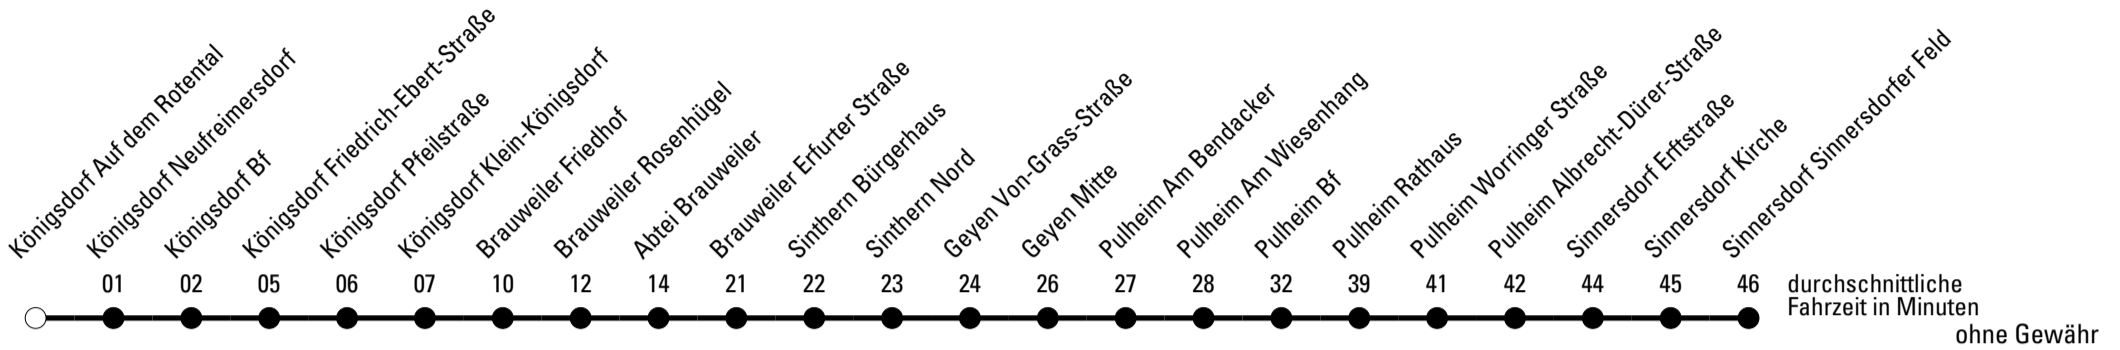 Königsdorf Auf dem Rotental
Königsdorf Neufreimersdorf
Königsdorf Bf
Königsdorf Friedrich-Ebert-Straße
Königsdorf Pfeilstraße
Königsdorf Klein-Königsdorf
Brauweiler Friedhof
Brauweiler Rosenhügel
Abtei Brauweiler
Brauweiler Erfurter Straße
Sinthern Bürgerhaus
Sinthern Nord
Geyen Von-Grass-Straße
Geyen Mitte
Pulheim Am Bendacker
Pulheim Am Wiesenhang
Pulheim Bf
Pulheim Rathaus
Pulheim Worringer Straße
Pulheim Albrecht-Dürer-Straße
Sinnersdorf Erftstraße
Sinnersdorf Kirche
Sinnersdorf Sinnersdorfer Feld
01 02 05 06 07 10 12 14 21 22 23 24 26 27 28 32 39 41 42 44 45 46
durchschnittliche
Fahrzeit in Minuten
ohne Gewähr